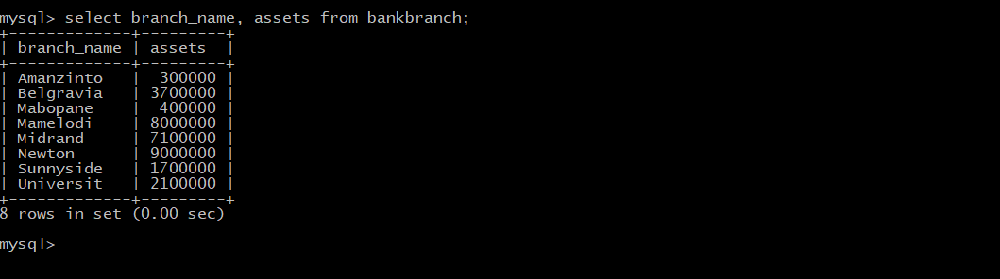 mysql> select branch_name, assets from bankbranch;
+-------------+---------+
| branch_name | assets  |
+-------------+---------+
| Amanzinto   |  300000 |
| Belgravia   | 3700000 |
| Mabopane    |  400000 |
| Mamelodi    | 8000000 |
| Midrand     | 7100000 |
| Newton      | 9000000 |
| Sunnyside   | 1700000 |
| Universit   | 2100000 |
+-------------+---------+
8 rows in set (0.00 sec)
mysql>